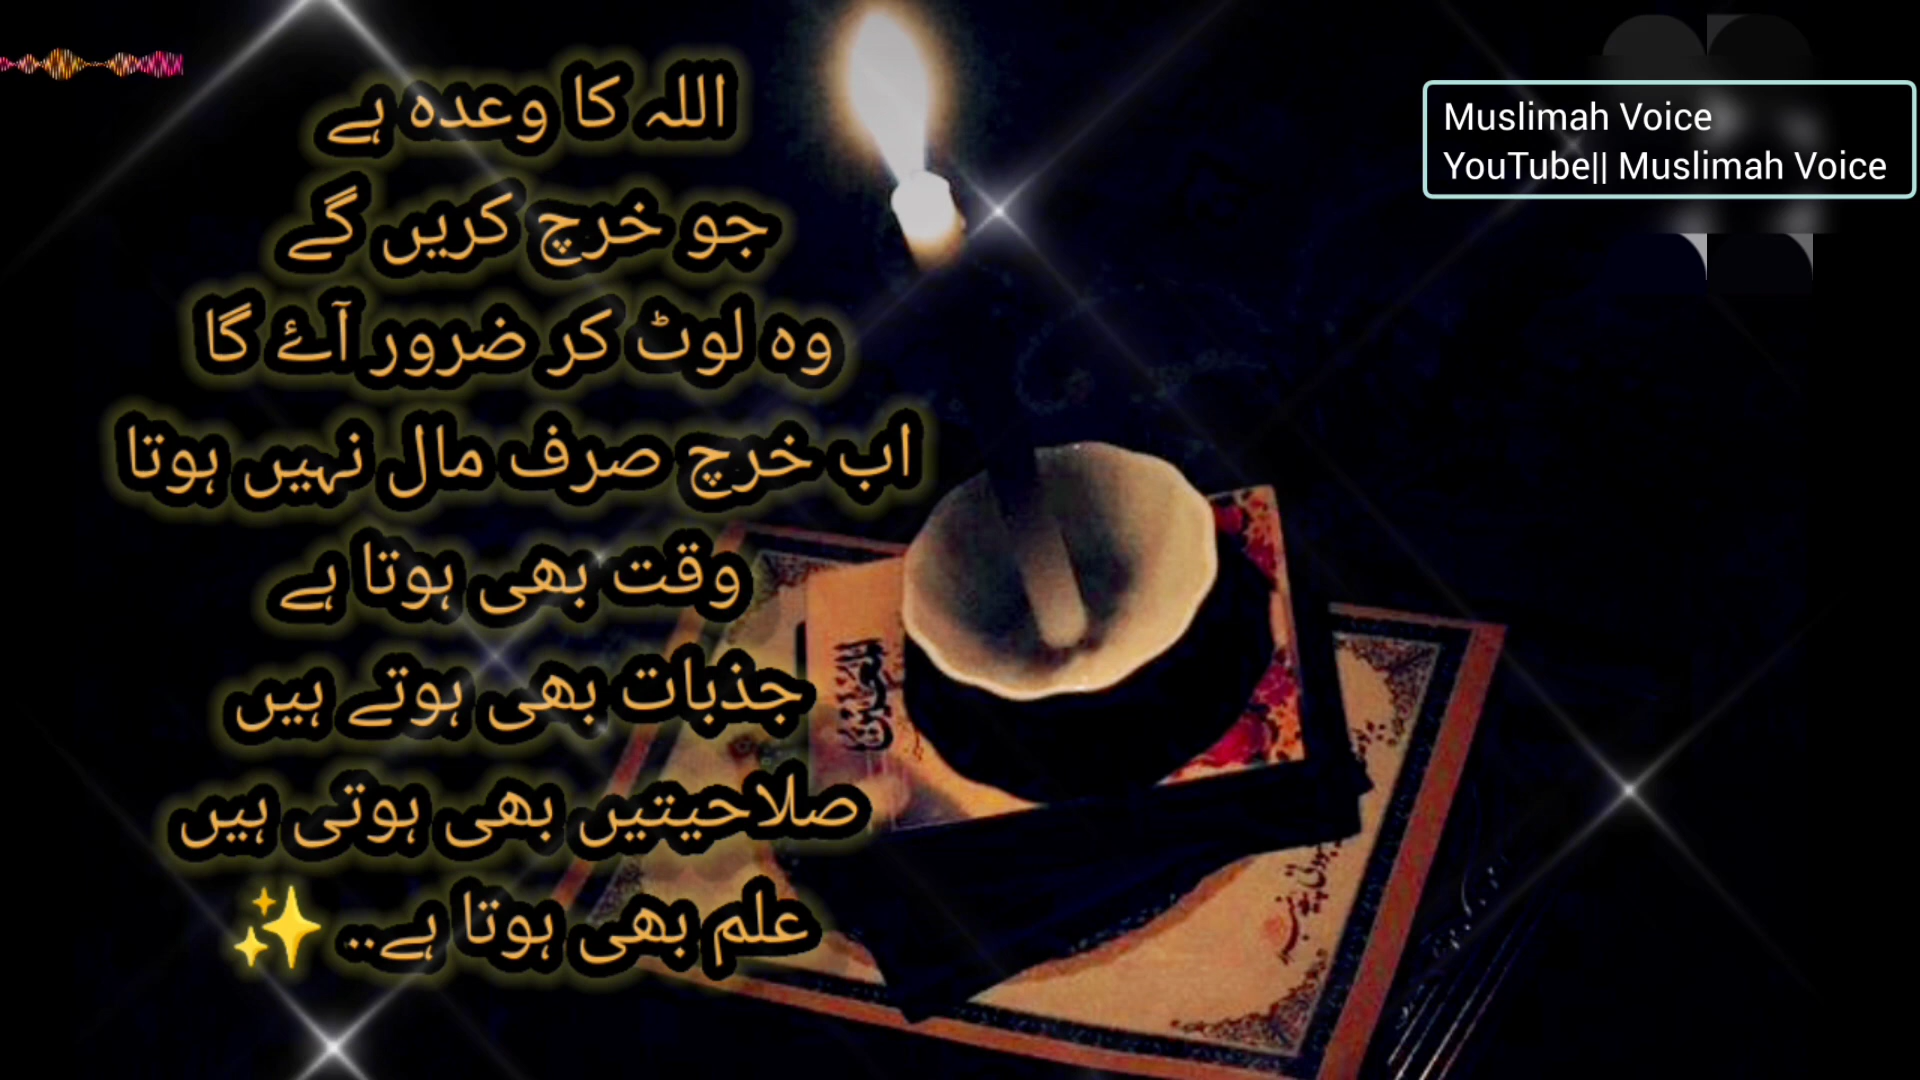 اللہ کا وعدہ ہے
جو خرچ کریں گے
وہ لوٹ کر ضرور آۓ گا
اب خرچ صرف مال نہیں ہوتا
وقت بھی ہوتا ہے
جذبات بھی ہوتے ہیں
صلاحیتیں بھی ہوتی ہیں
علم بھی ہوتا ہے.. ✨
Muslimah Voice
YouTube|| Muslimah Voice